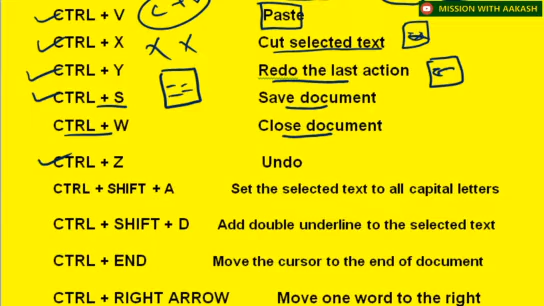 MISSION WITH AAKASH
C + V
CTRL + V Paste
CTRL + X Cut selected text
X X
CTRL + Y Redo the last action
CTRL + S Save document
CTRL + W Close document
CTRL + Z Undo
CTRL + SHIFT + A Set the selected text to all capital letters
CTRL + SHIFT + D Add double underline to the selected text
CTRL + END Move the cursor to the end of document
CTRL + RIGHT ARROW Move one word to the right